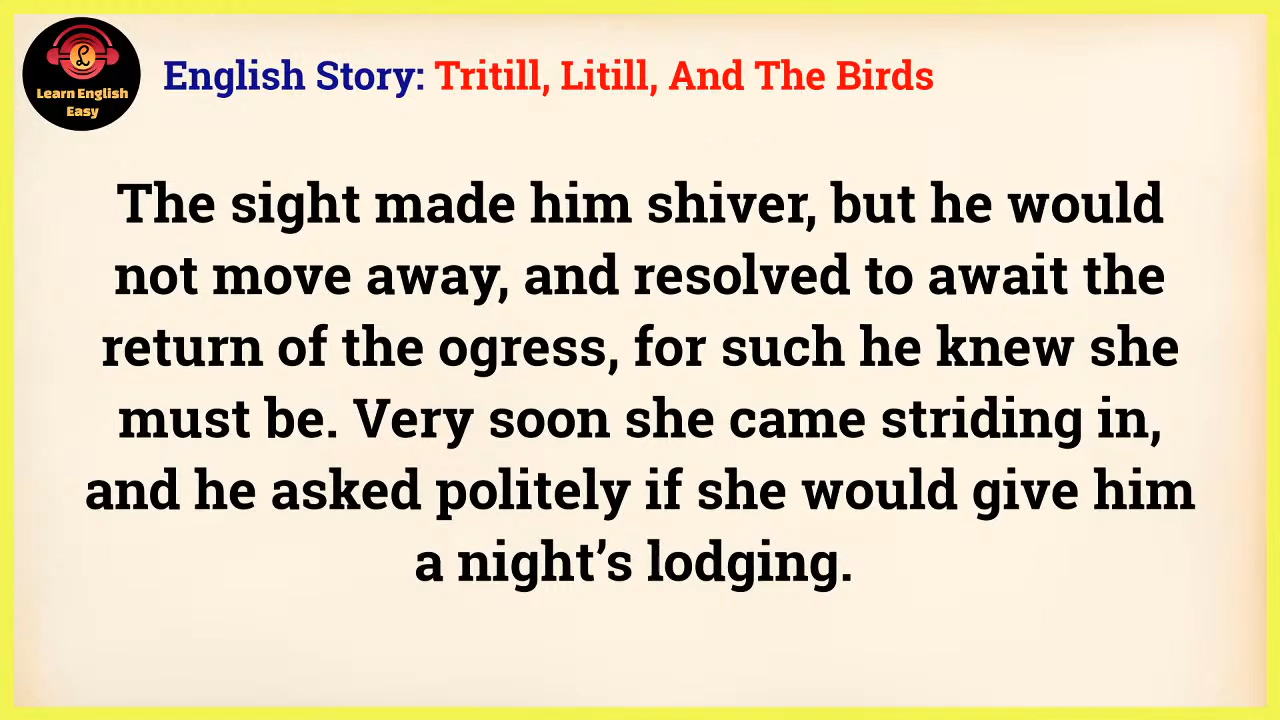 Learn English
Easy
English Story: Tritill, Litill, And The Birds
The sight made him shiver, but he would
not move away, and resolved to await the
return of the ogress, for such he knew she
must be. Very soon she came striding in,
and he asked politely if she would give him
a night’s lodging.